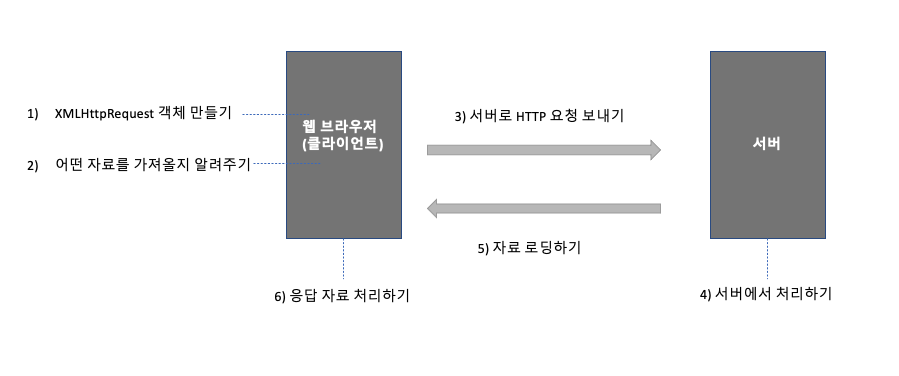 1) XMLHttpRequest 객체 만들기
2) 어떤 자료를 가져올지 알려주기
웹 브라우저
(클라이언트)
3) 서버로 HTTP 요청 보내기
서버
5) 자료 로딩하기
6) 응답 자료 처리하기
4) 서버에서 처리하기